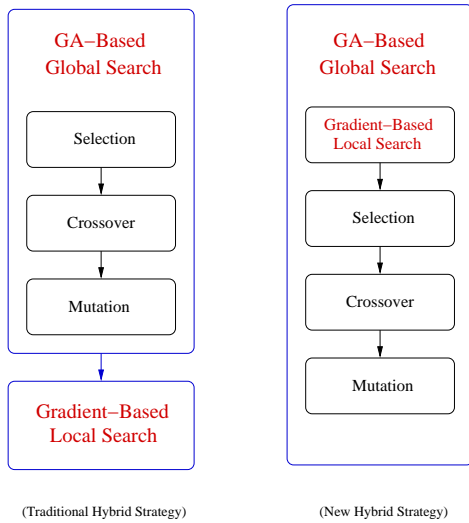 GA−Based
Global Search
Selection
Crossover
Mutation
Gradient−Based
Local Search
(Traditional Hybrid Strategy)
GA−Based
Global Search
Gradient−Based
Local Search
Selection
Crossover
Mutation
(New Hybrid Strategy)